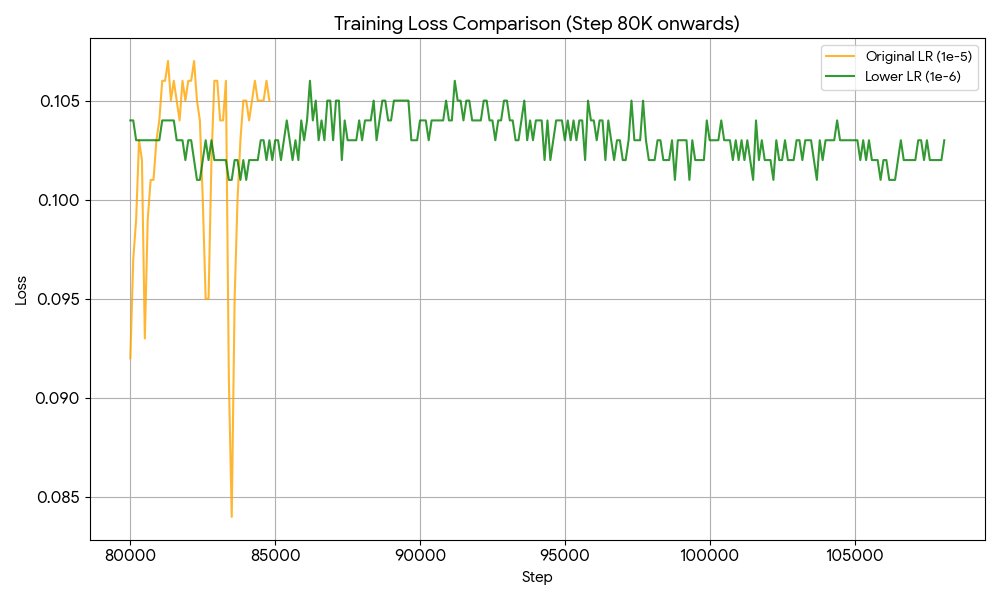 Training Loss Comparison (Step 80K onwards)
Original LR (1e-5)
Lower LR (1e-6)
0.105
0.100
0.095
0.090
0.085
Loss
80000 85000 90000 95000 100000 105000
Step